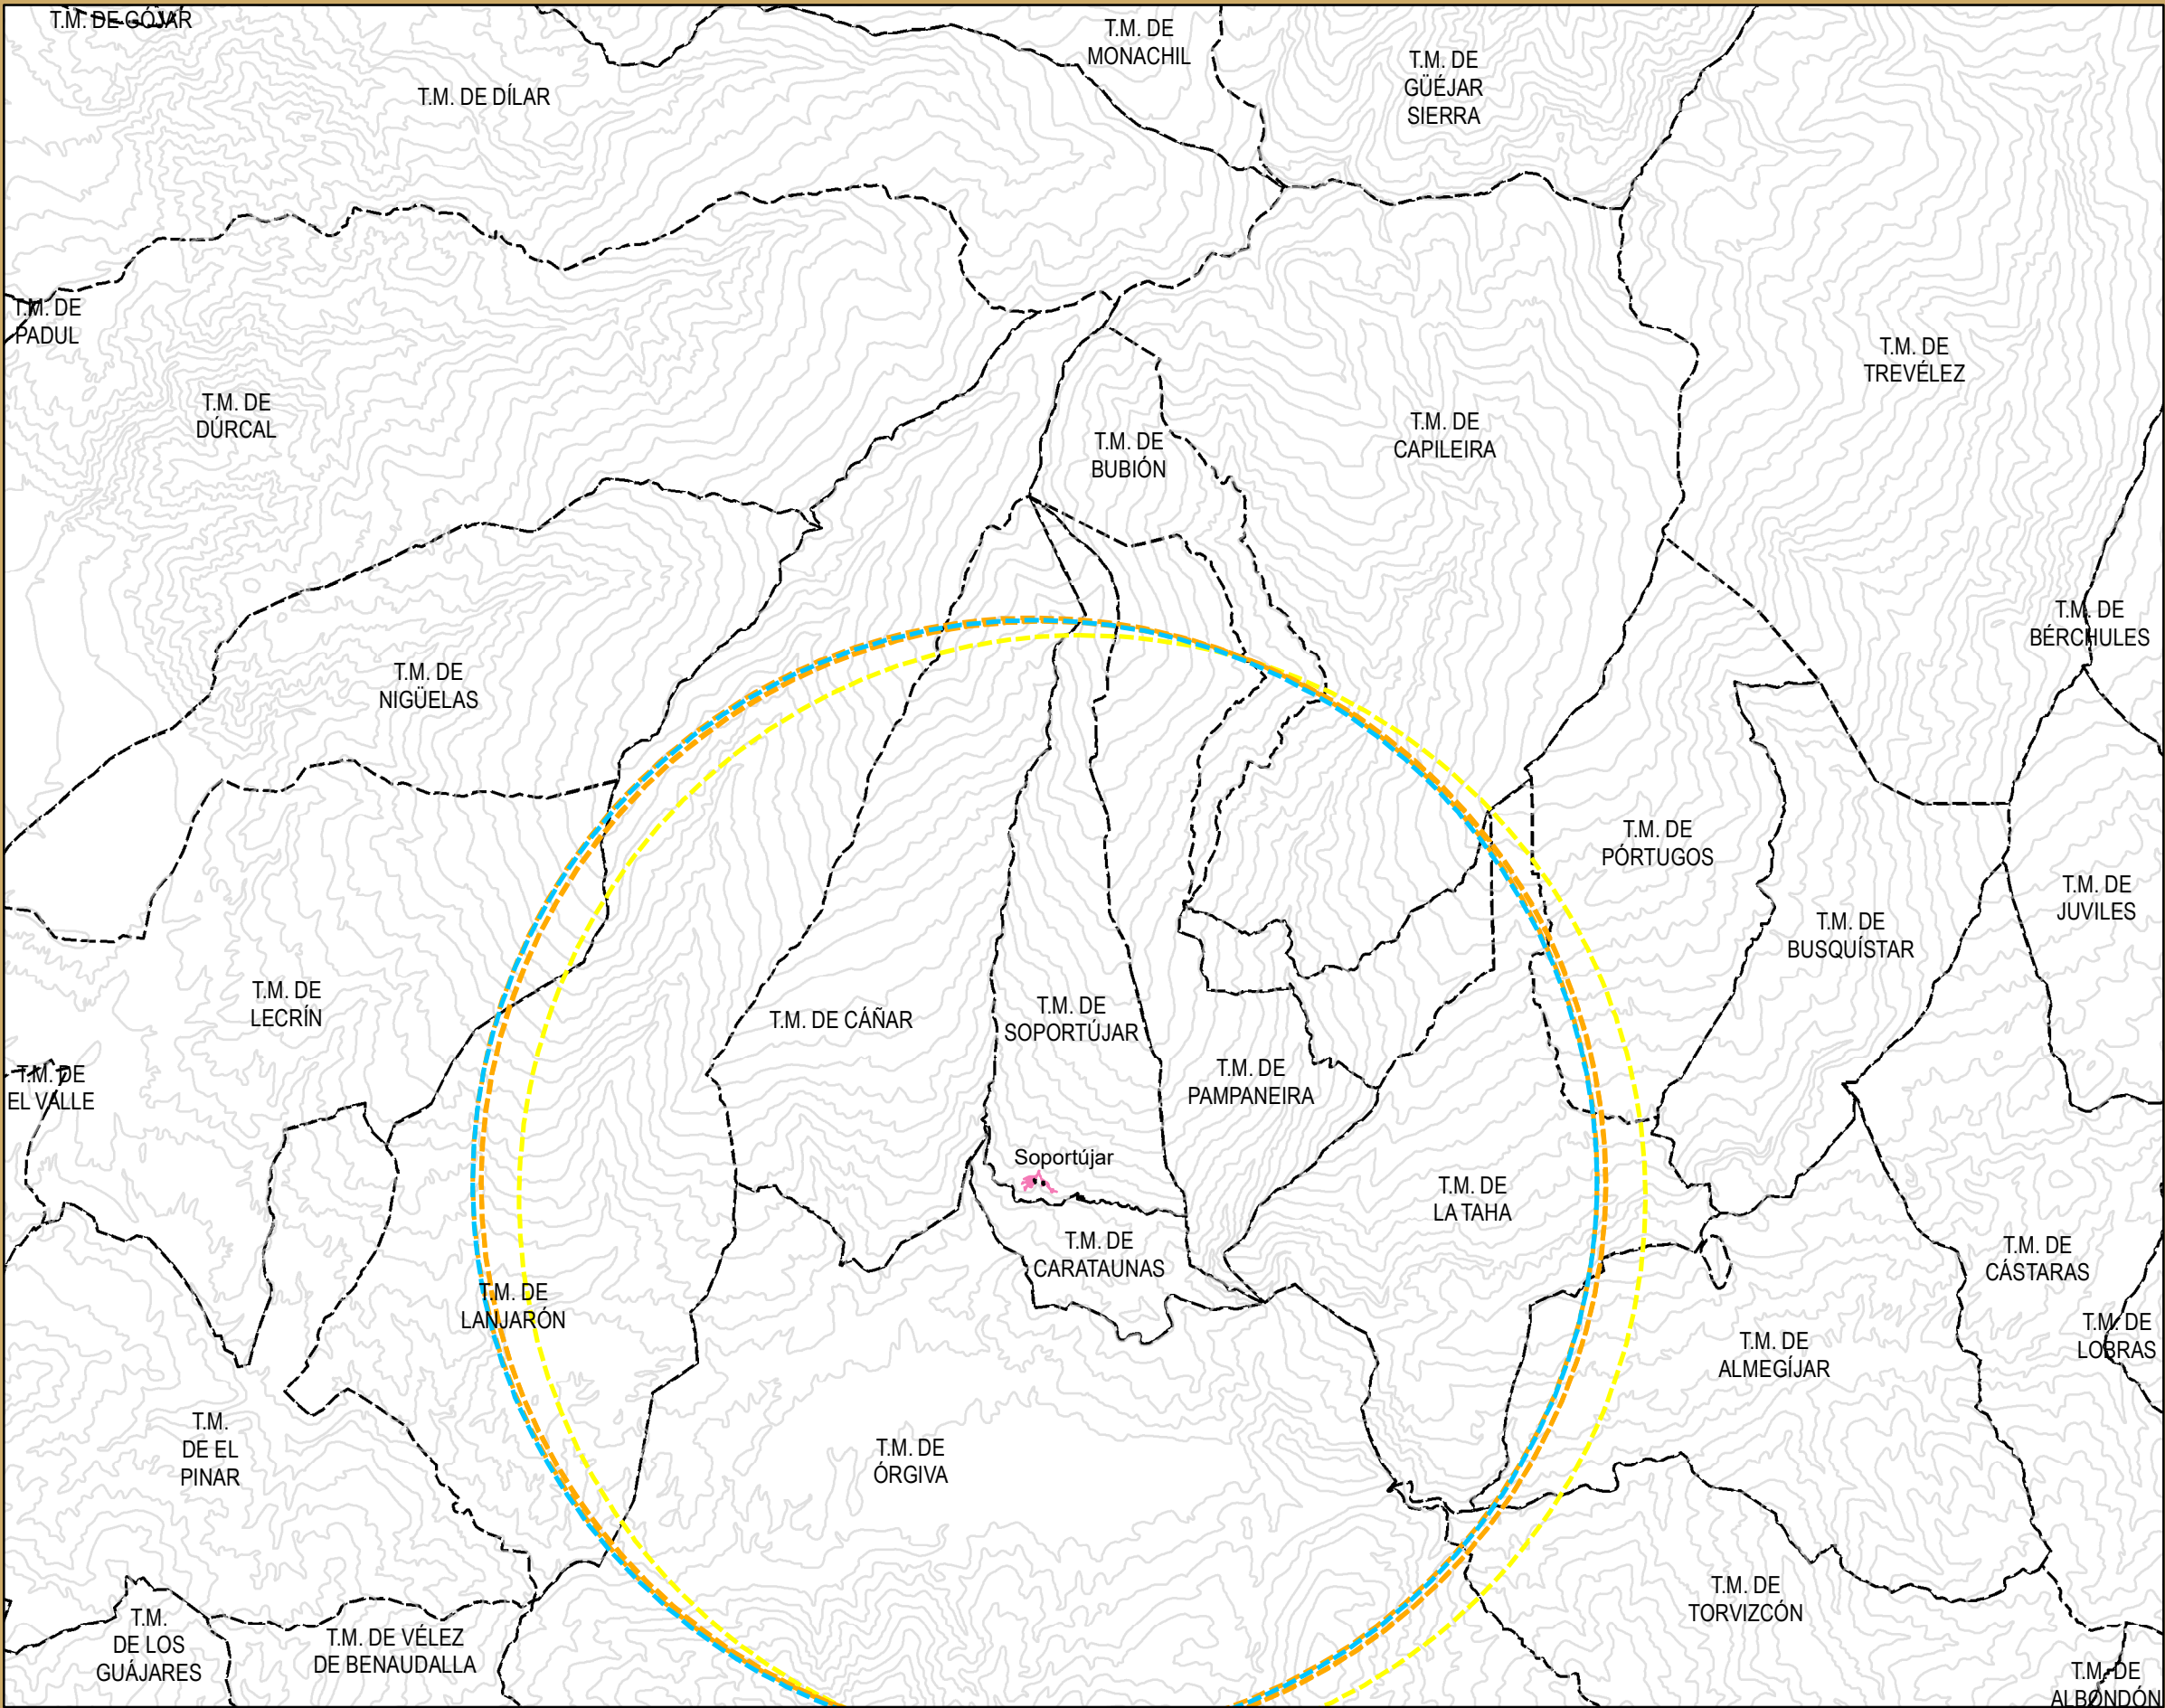 T.M. DE GÓJAR
T.M. DE
MONACHIL
T.M. DE
GÜÉJAR
SIERRA
T.M. DE DÍLAR
T.M. DE
PADUL
T.M. DE
TREVÉLEZ
T.M. DE
DÚRCAL
T.M. DE
BUBIÓN
T.M. DE
CAPILEIRA
T.M. DE
BÉRCHULES
T.M. DE
NIGÜELAS
T.M. DE
PÓRTUGOS
T.M. DE
JUVILES
T.M. DE
BUSQUÍSTAR
T.M. DE
LECRÍN
T.M. DE CÁÑAR
T.M. DE
SOPORTÚJAR
T.M. DE
EL VALLE
T.M. DE
PAMPANEIRA
Soportújar
T.M. DE
LA TAHA
T.M. DE
CARATAUNAS
T.M. DE
CÁSTARAS
T.M. DE
LANJARÓN
T.M. DE
LOBRAS
T.M. DE
ALMEGÍJAR
T.M.
DE EL
PINAR
T.M. DE
ÓRGIVA
T.M. DE
TORVIZCÓN
T.M.
DE LOS
GUÁJARES
T.M. DE VÉLEZ
DE BENAUDALLA
T.M. DE
ALBONDÓN